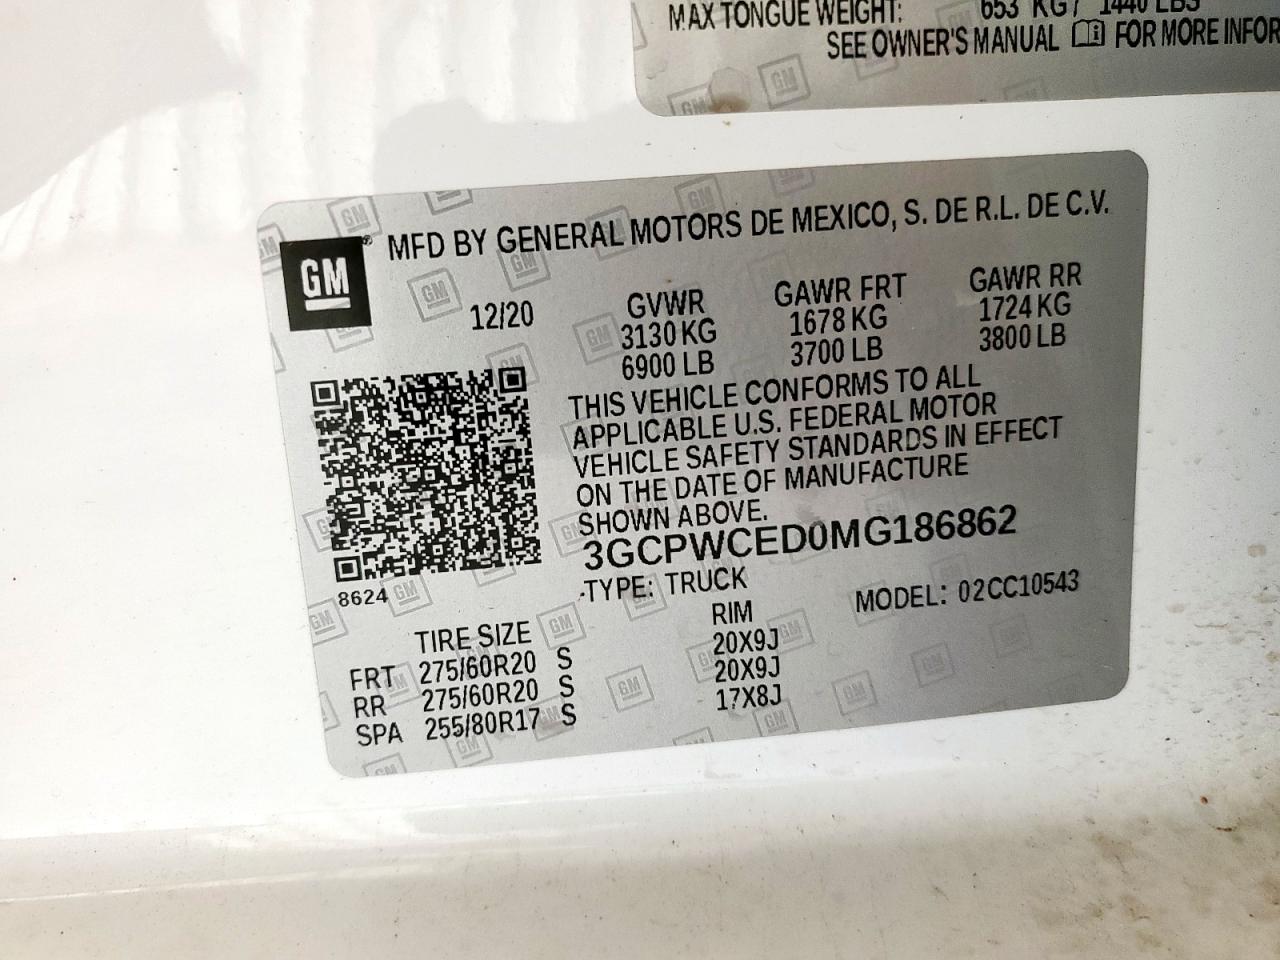 MAX TONGUE WEIGHT: 653 KG / 1440 LBS
SEE OWNER'S MANUAL FOR MORE INFOR
GM ® MFD BY GENERAL MOTORS DE MEXICO, S. DE R.L. DE C.V.
12/20 GVWR GAWR FRT GAWR RR
3130 KG 1678 KG 1724 KG
6900 LB 3700 LB 3800 LB
THIS VEHICLE CONFORMS TO ALL
APPLICABLE U.S. FEDERAL MOTOR
VEHICLE SAFETY STANDARDS IN EFFECT
ON THE DATE OF MANUFACTURE
SHOWN ABOVE.
3GCPWCED0MG186862
8624
TYPE: TRUCK MODEL: 02CC10543
TIRE SIZE RIM
FRT 275/60R20 S 20X9J
RR 275/60R20 S 20X9J
SPA 255/80R17 S 17X8J